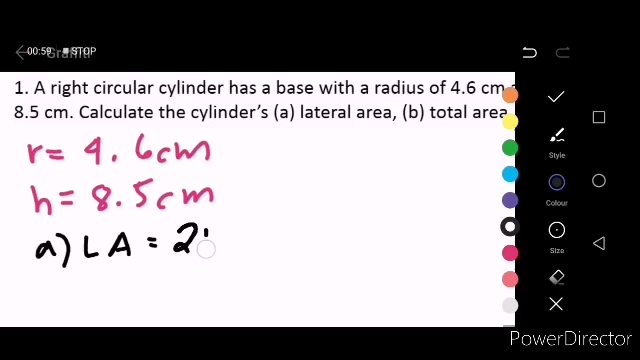 00:59 STOP
Graffiti
1. A right circular cylinder has a base with a radius of 4.6 cm
8.5 cm. Calculate the cylinder's (a) lateral area, (b) total area
r = 4.6cm
h = 8.5cm
a) LA = 2
Style
Colour
Size
PowerDirector